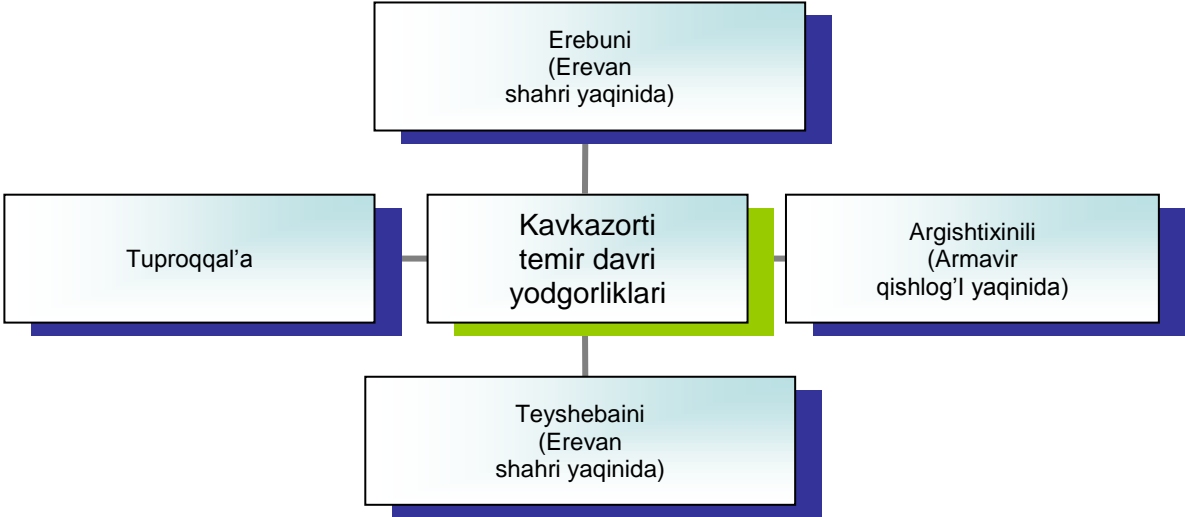 Erebuni
(Erevan
shahri yaqinida)
Tuproqqal’a
Kavkazorti
temir davri
yodgorliklari
Argishtixinili
(Armavir
qishlog’I yaqinida)
Teyshebaini
(Erevan
shahri yaqinida)